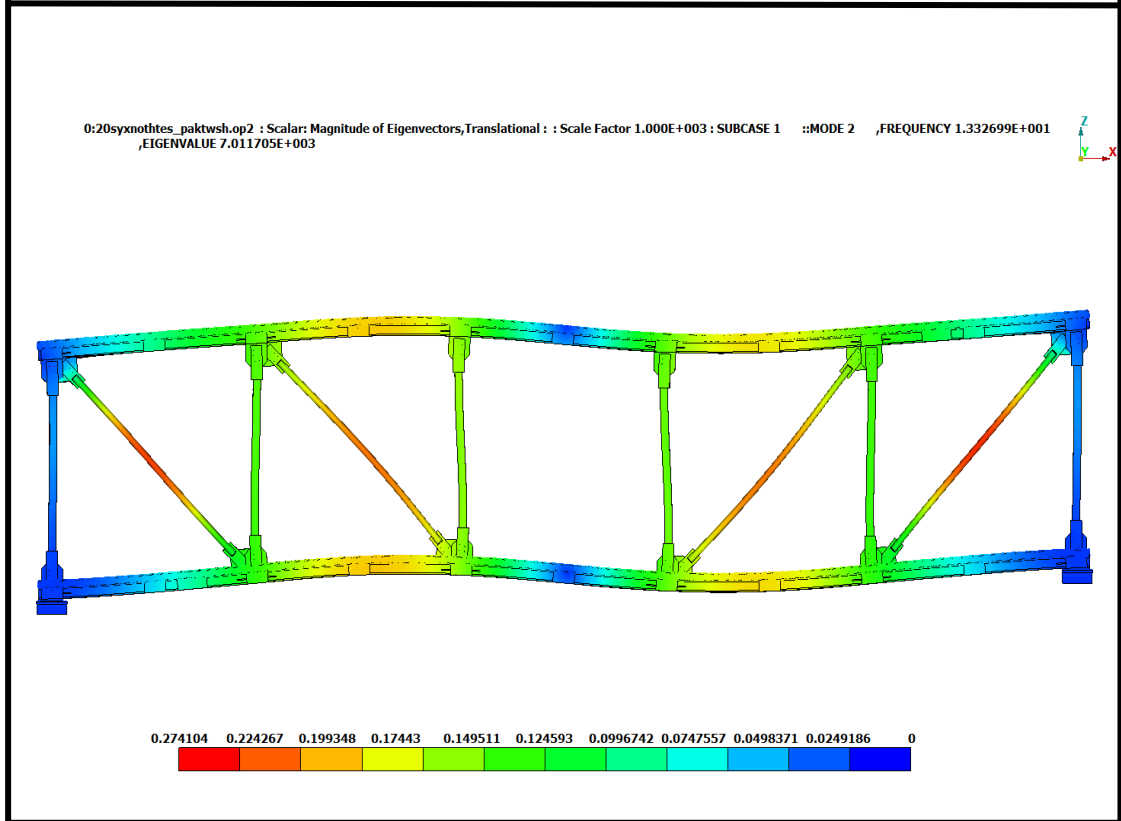 0:20syxnothtes_paktwsh.op2 : Scalar: Magnitude of Eigenvectors,Translational : : Scale Factor 1.000E+003 : SUBCASE 1 ::MODE 2 ,FREQUENCY 1.332699E+001
,EIGENVALUE 7.011705E+003
Z
Y X
0.274104 0.224267 0.199348 0.17443 0.149511 0.124593 0.0996742 0.0747557 0.0498371 0.0249186 0